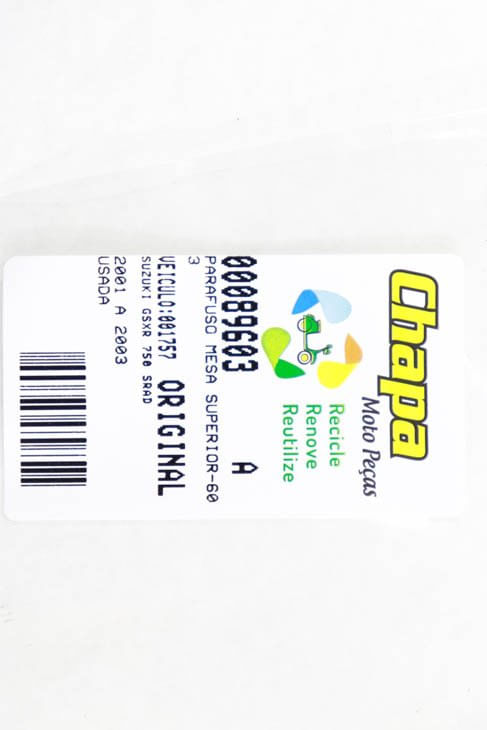 Chapa
Moto Peças
Recicle
Renove
Reutilize
00089603 A
PARAFUSO MESA SUPERIOR-60
3
VEICULO:001757 ORIGINAL
SUZUKI GSXR 750 SRAD
2001 A 2003
USADA